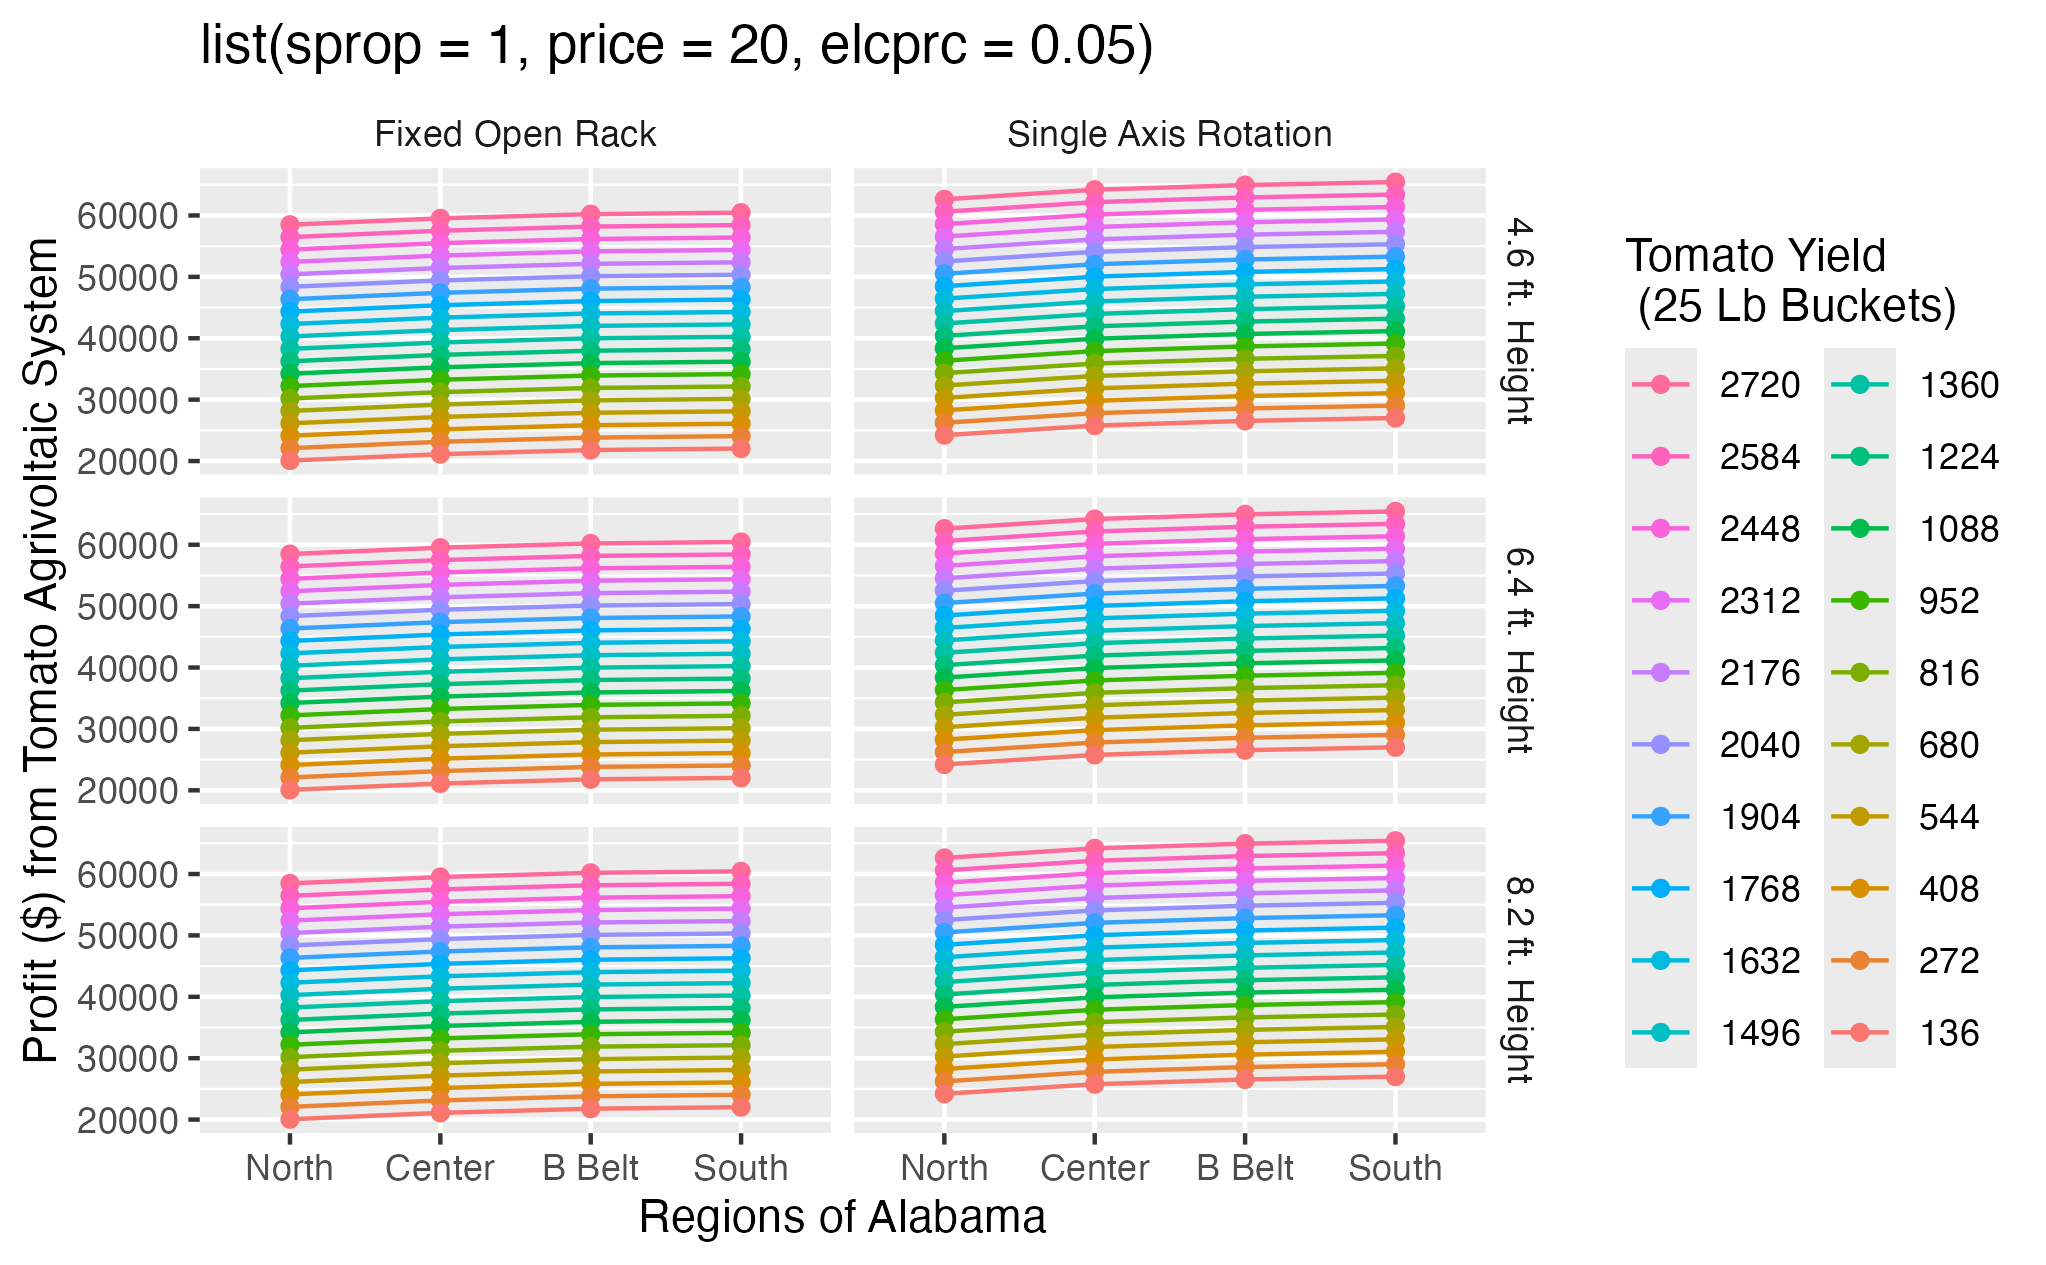 list(sprop = 1, price = 20, elcprc = 0.05)
Fixed Open Rack
Single Axis Rotation
Profit ($) from Tomato Agrivoltaic System
60000
50000
40000
30000
20000
4.6 ft. Height
60000
50000
40000
30000
20000
6.4 ft. Height
60000
50000
40000
30000
20000
8.2 ft. Height
North Center B Belt South
North Center B Belt South
Regions of Alabama
Tomato Yield
(25 Lb Buckets)
2720
2584
2448
2312
2176
2040
1904
1768
1632
1496
1360
1224
1088
952
816
680
544
408
272
136